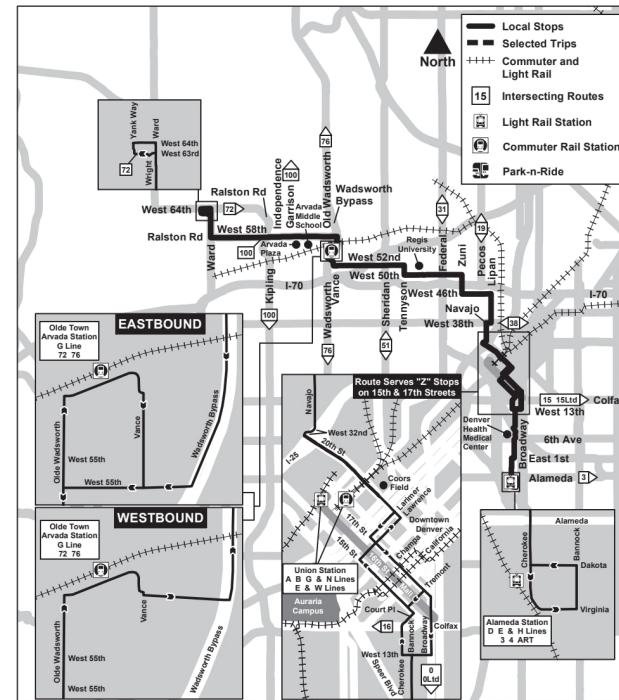 Local Stops
Selected Trips
Commuter and
Light Rail
15 Intersecting Routes
Light Rail Station
Commuter Rail Station
Park-n-Ride
North
Yank Way
Ward
West 64th
West 63rd
72
Wright
West 64th
72
Ralston Rd
Independence
Garrison
100
Arvada
Middle
School
76
Old Wadsworth
Wadsworth
Bypass
West 58th
Ralston Rd
Ward
100
Arvada
Plaza
Kipling
I-70
100
Wadsworth
Vance
76
West 52nd
West 50th
Regis
University
Sheridan
Tennyson
51
31
Federal
Zuni
19
Pecos
Lipan
West 46th
I-70
Navajo
West 38th
38
15 15Ltd
Colfa
West 13th
Denver
Health
Medical
Center
Broadway
6th Ave
East 1st
Alameda
3
EASTBOUND
Olde Town
Arvada Station
G Line
72 76
Olde Wadsworth
Vance
Wadsworth Bypass
West 55th
West 55th
WESTBOUND
Olde Town
Arvada Station
G Line
72 76
Olde Wadsworth
Vance
Wadsworth Bypass
West 55th
West 55th
Route Serves "Z" Stops
on 15th & 17th Streets
Navajo
West 32nd
I-25
20th St
Coors
Field
Larimer
Lawrence
17th St
15th St
Downtown
Denver
Champa
California
Union Station
A B G & N Lines
E & W Lines
Auraria
Campus
Tremont
Court Pl
16
Colfax
Bannock
Broadway
West 13th
Speer Blvd
Cherokee
0
0Ltd
Alameda
Cherokee
Bannock
Dakota
Virginia
Alameda Station
D E & H Lines
3 4 ART